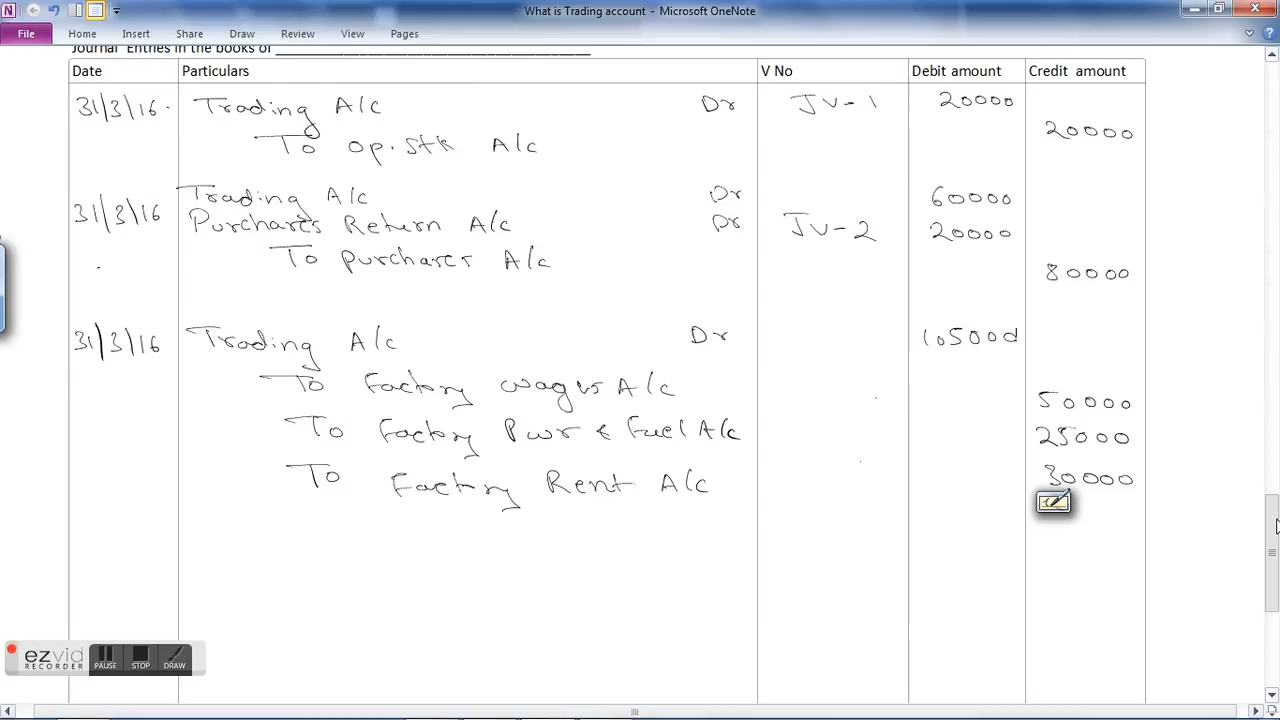 What is Trading account - Microsoft OneNote
File Home Insert Share Draw Review View Pages
Journal Entries in the books of
Date Particulars V No Debit amount Credit amount
31/3/16 Trading A/c Dr JV-1 20000
To Op. Stk A/c 20000
Trading A/c Dr 60000
31/3/16 Purchases Return A/c Dr JV-2 20000
To purchases A/c 80000
31/3/16 Trading A/c Dr 105000
To Factory wages A/c 50000
To Factory Pwr & Fuel A/c 25000
To Factory Rent A/c 30000
ezvid
RECORDER
PAUSE STOP DRAW